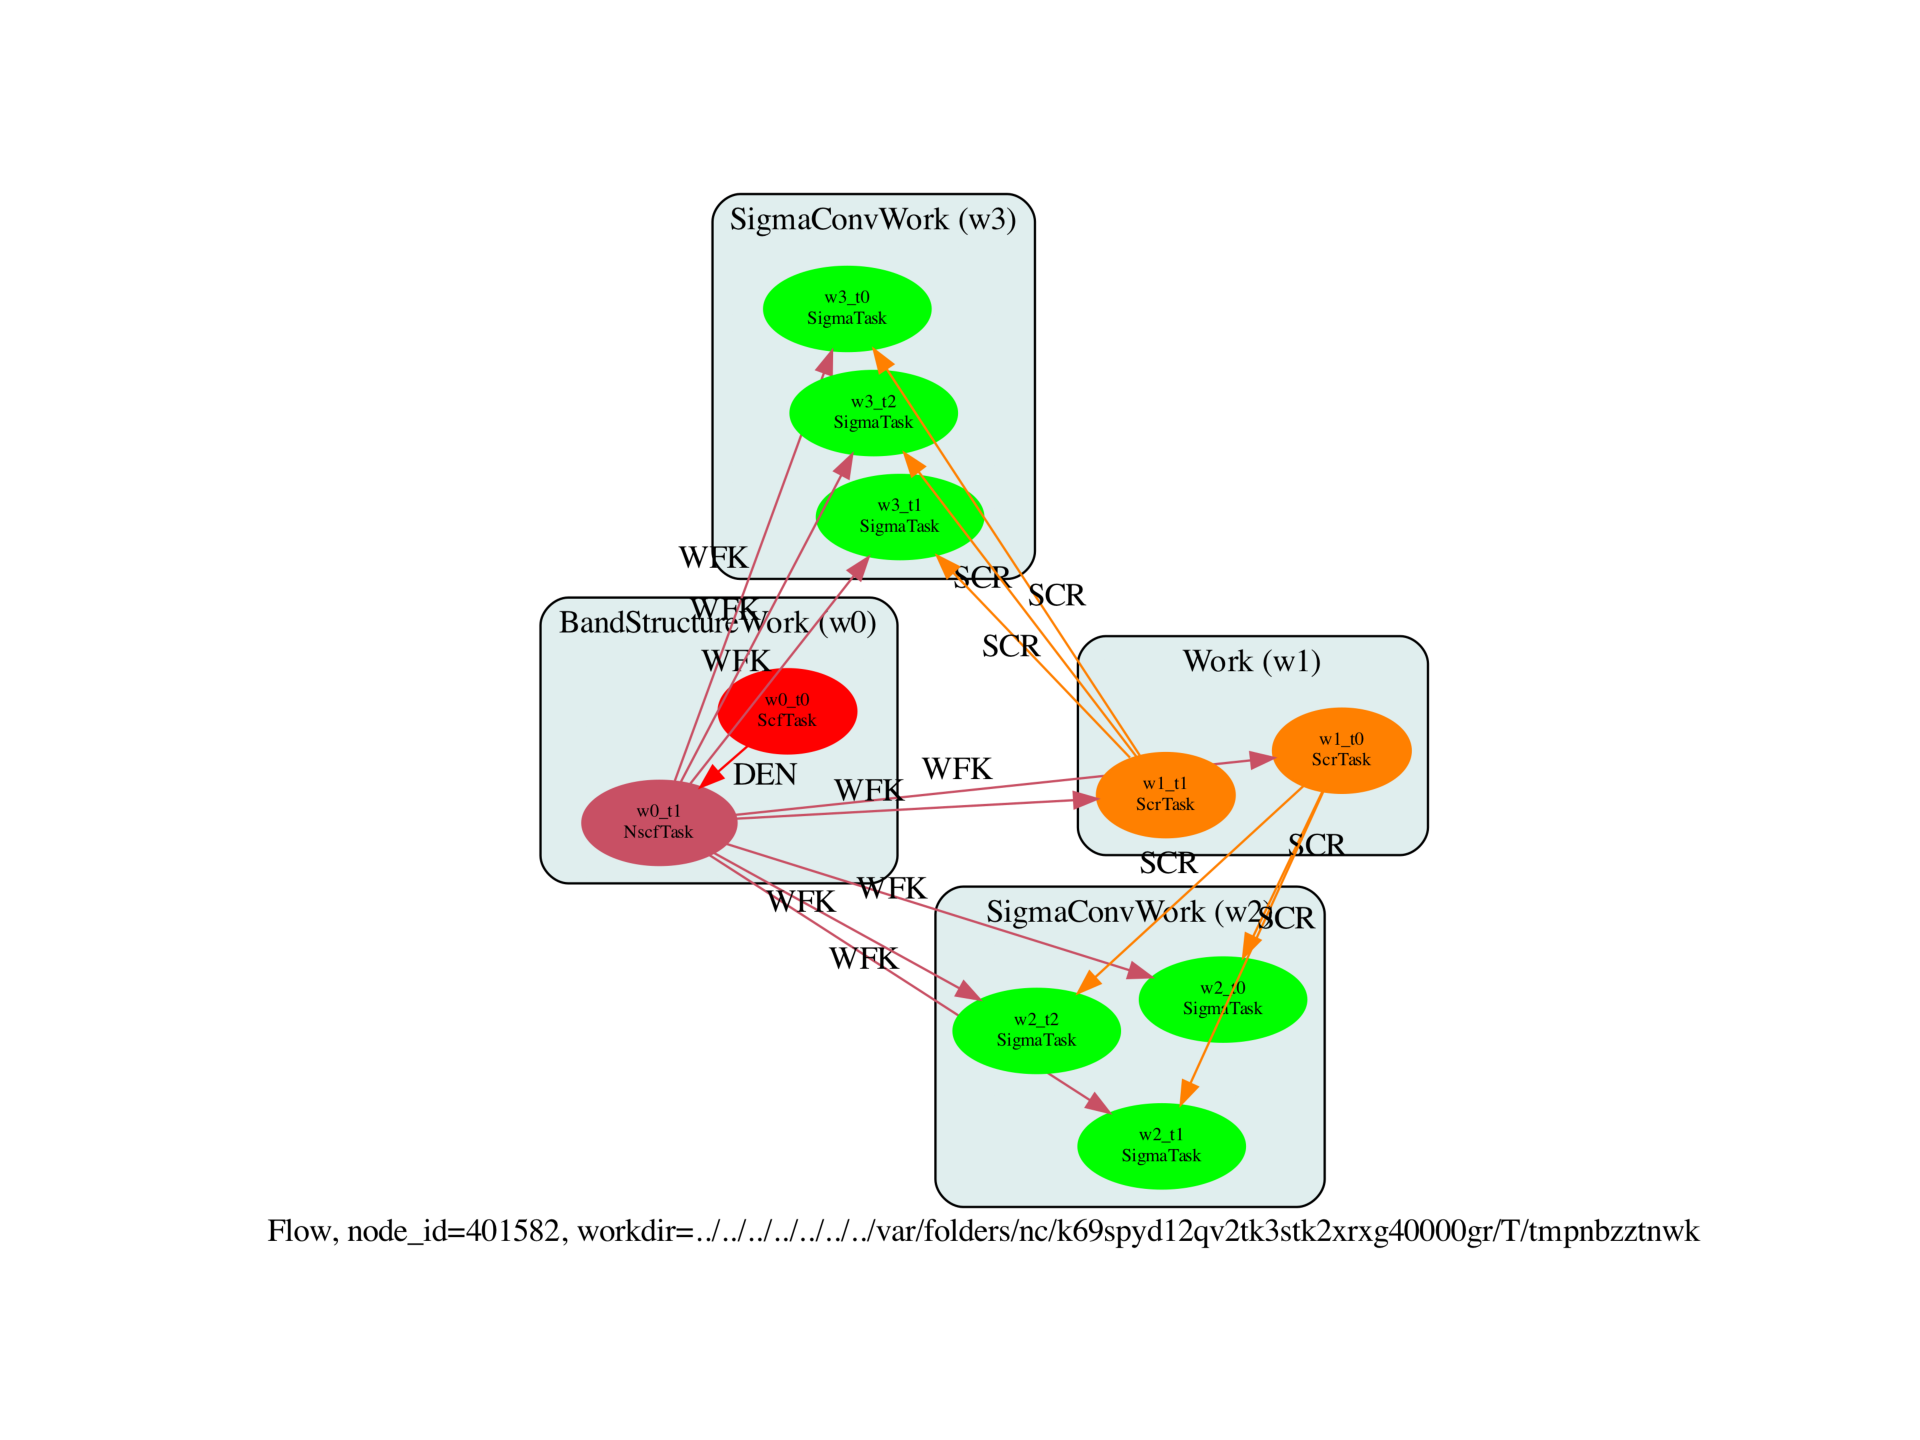 SigmaConvWork (w3)
w3_t0
SigmaTask
w3_t2
SigmaTask
w3_t1
SigmaTask
WFK
SCR
SCR
WFK
BandStructureWork (w0)
SCR
WFK
Work (w1)
w0_t0
ScfTask
w1_t0
ScrTask
DEN
WFK
WFK
w1_t1
ScrTask
w0_t1
NscfTask
SCR
SCR
WFK
WFK
SigmaConvWork (w2)
SCR
WFK
w2_t0
SigmaTask
w2_t2
SigmaTask
w2_t1
SigmaTask
Flow, node_id=401582, workdir=../../../../../../../var/folders/nc/k69spyd12qv2tk3stk2xrxg40000gr/T/tmpnbzztnwk